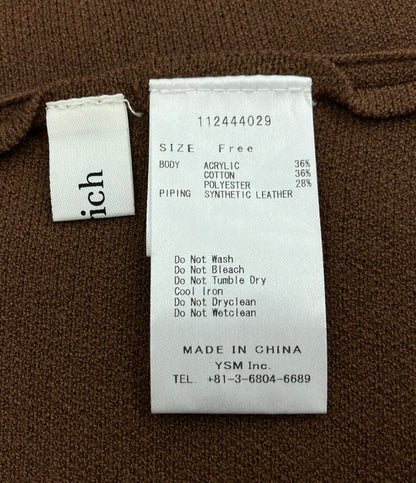 ich
112444029
SIZE Free
BODY ACRYLIC 36%
COTTON 36%
POLYESTER 28%
PIPING SYNTHETIC LEATHER
Do Not Wash
Do Not Bleach
Do Not Tumble Dry
Cool Iron
Do Not Dryclean
Do Not Wetclean
MADE IN CHINA
YSM Inc.
TEL. +81-3-6804-6689